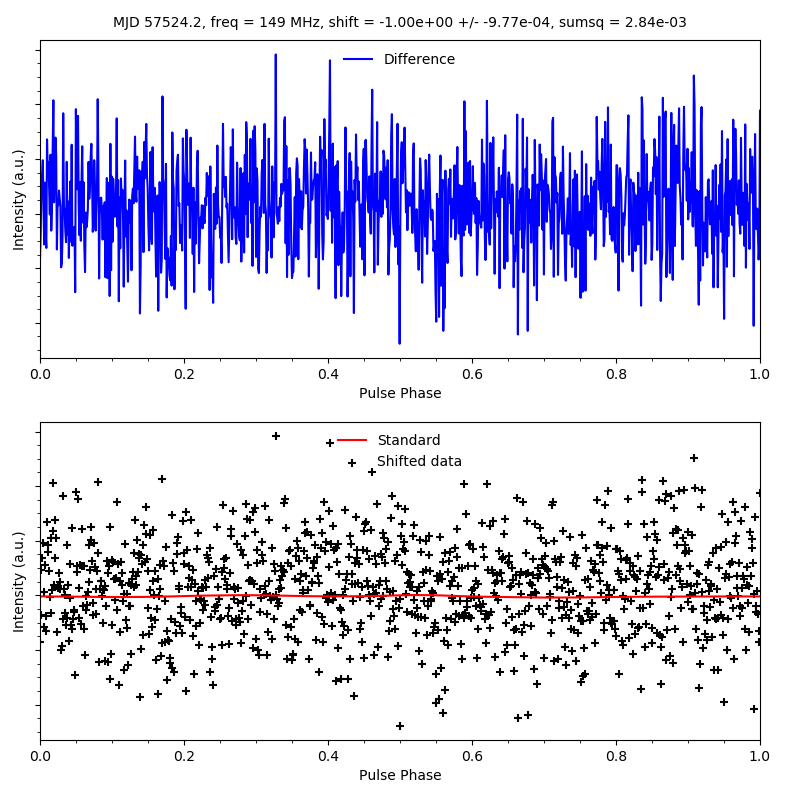 MJD 57524.2, freq = 149 MHz, shift = -1.00e+00 +/- -9.77e-04, sumsq = 2.84e-03
Difference
Intensity (a.u.)
0.0 0.2 0.4 0.6 0.8 1.0
Pulse Phase
Standard
Shifted data
Intensity (a.u.)
0.0 0.2 0.4 0.6 0.8 1.0
Pulse Phase